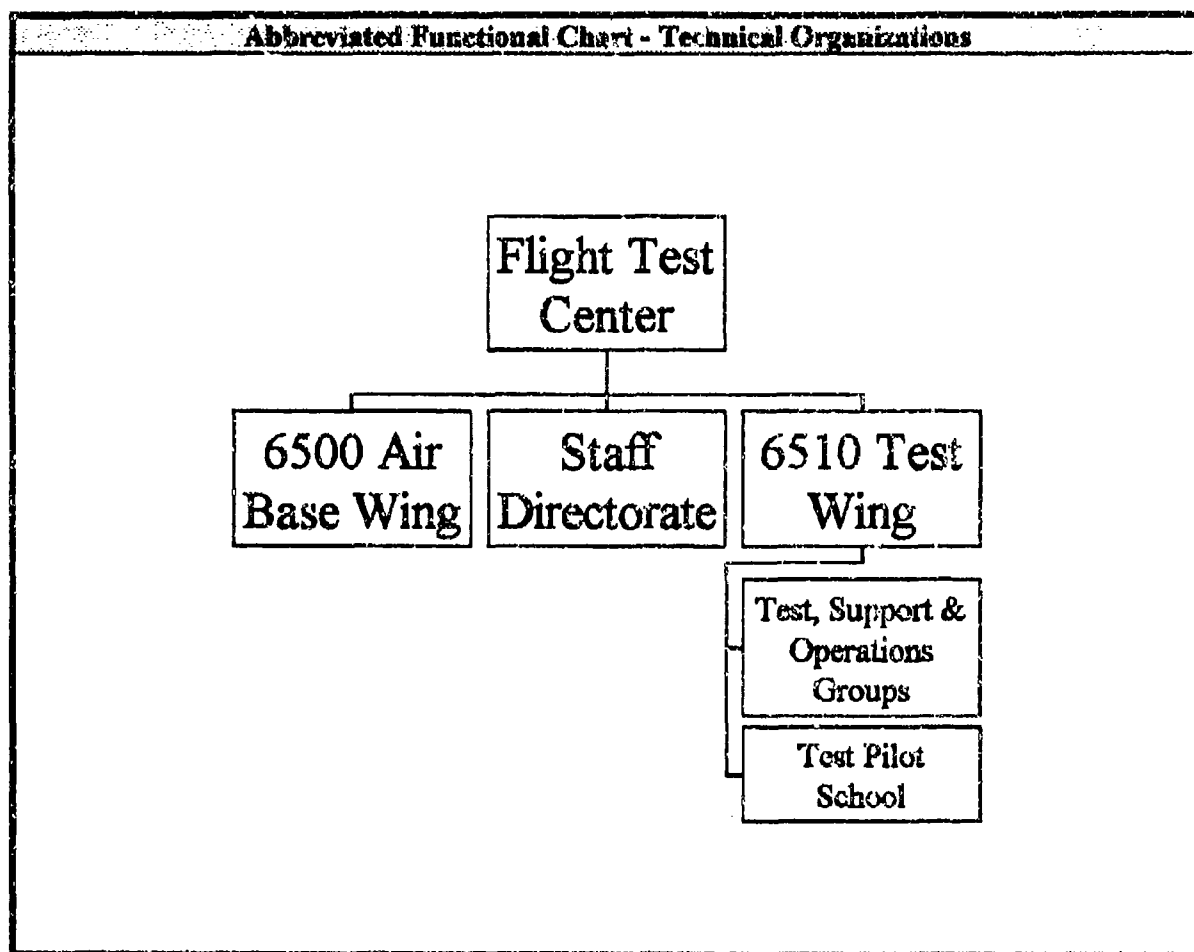 Abbreviated Functional Chart - Technical Organizations
Flight Test
Center
6500 Air
Base Wing
Staff
Directorate
6510 Test
Wing
Test, Support &
Operations
Groups
Test Pilot
School